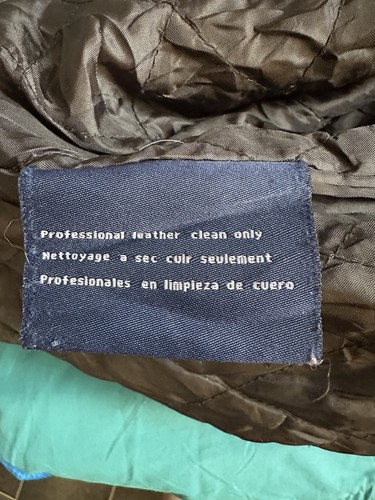 Professional leather clean only
Nettoyage a sec cuir seulement
Profesionales en limpieza de cuero